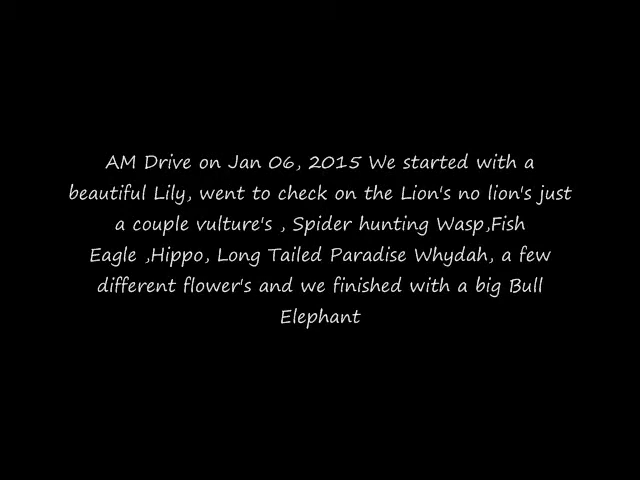 AM Drive on Jan 06, 2015 We started with a
beautiful Lily, went to check on the Lion's no lion's just
a couple vulture's , Spider hunting Wasp,Fish
Eagle ,Hippo, Long Tailed Paradise Whydah, a few
different flower's and we finished with a big Bull
Elephant